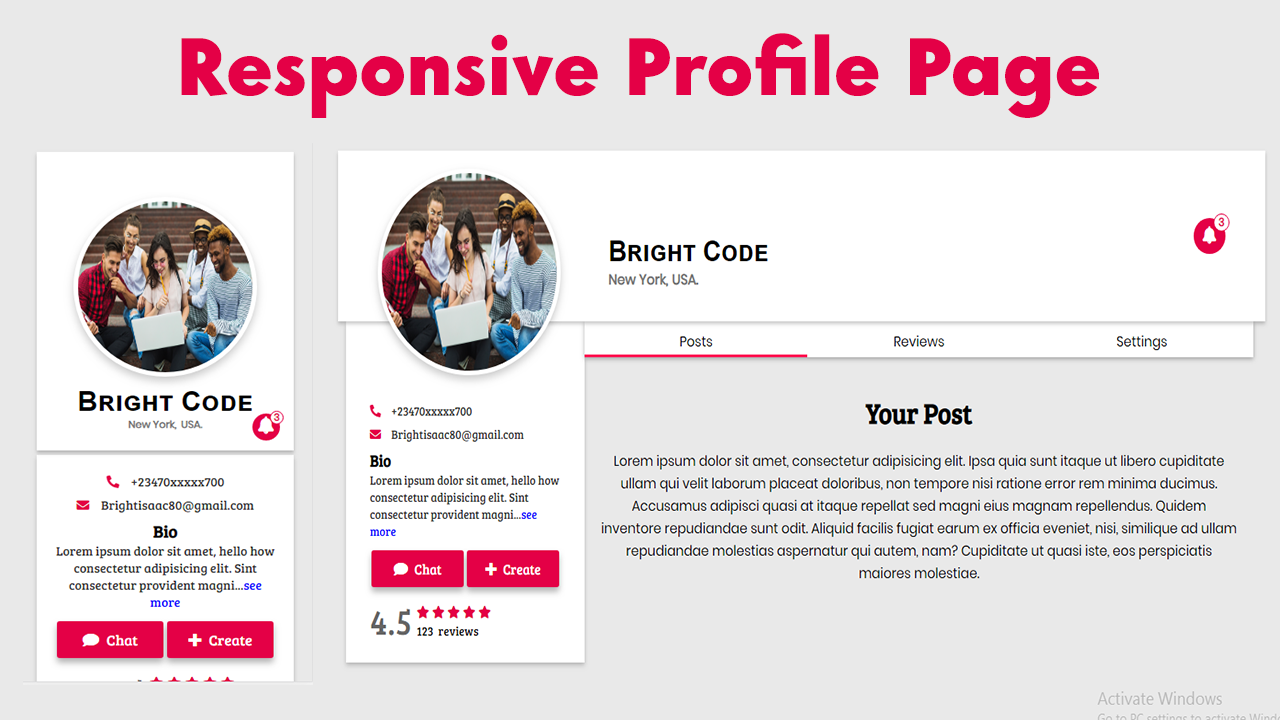 Responsive Profile Page
BRIGHT CODE
New York, USA.
3
+23470xxxxx700
Brightisaac80@gmail.com
Bio
Lorem ipsum dolor sit amet, hello how
consectetur adipisicing elit. Sint
consectetur provident magni...see
more
Chat
Create
BRIGHT CODE
New York, USA.
3
Posts
Reviews
Settings
+23470xxxxx700
Brightisaac80@gmail.com
Bio
Lorem ipsum dolor sit amet, hello how
consectetur adipisicing elit. Sint
consectetur provident magni...see
more
Chat
Create
4.5
123 reviews
Your Post
Lorem ipsum dolor sit amet, consectetur adipisicing elit. Ipsa quia sunt itaque ut libero cupiditate
ullam qui velit laborum placeat doloribus, non tempore nisi ratione error rem minima ducimus.
Accusamus adipisci quasi at itaque repellat sed magni eius magnam repellendus. Quidem
inventore repudiandae sunt odit. Aliquid facilis fugiat earum ex officia eveniet, nisi, similique ad ullam
repudiandae molestias aspernatur qui autem, nam? Cupiditate ut quasi iste, eos perspiciatis
maiores molestiae.
Activate Windows
Go to PC settings to activate Wind